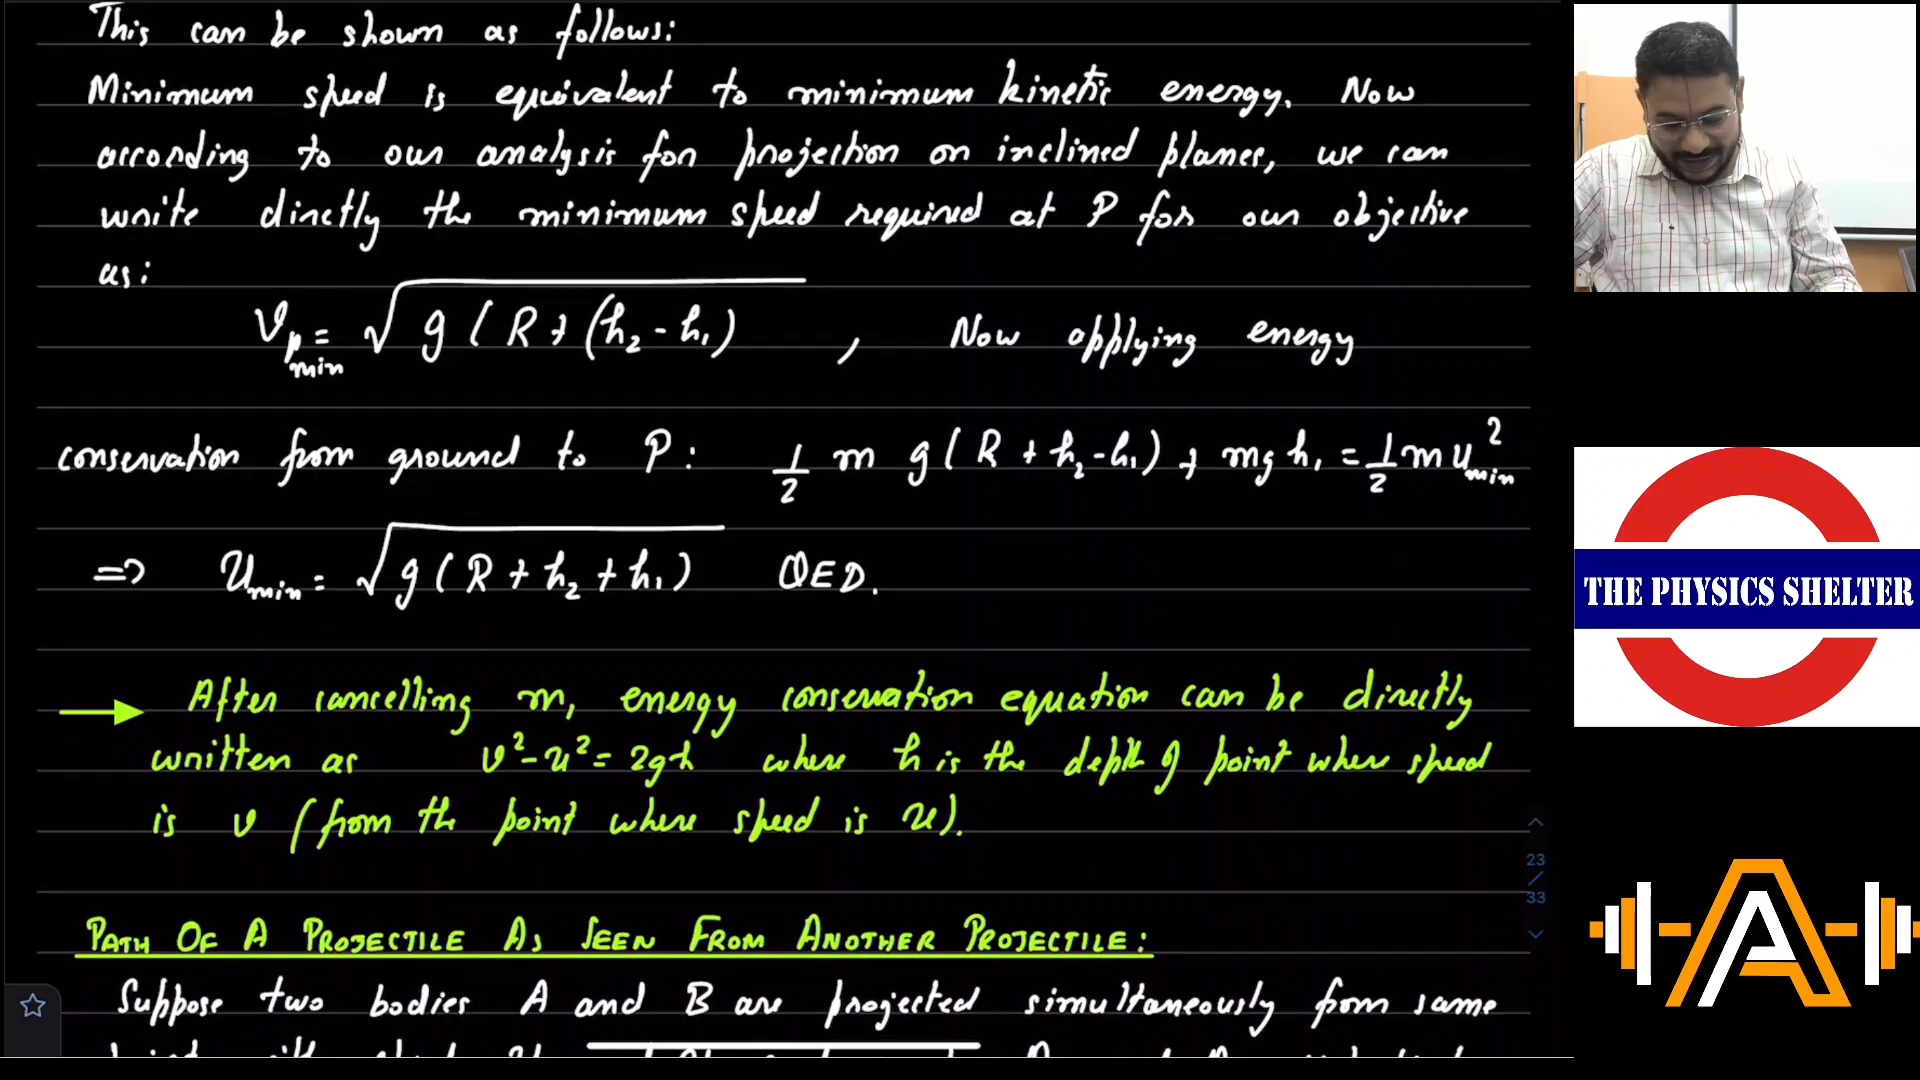 This can be shown as follows:
Minimum speed is equivalent to minimum kinetic energy. Now
according to our analysis for projection on inclined planes, we can
write directly the minimum speed required at P for our objective
as:
v_p min = √g(R+(h₂-h₁) , Now applying energy
conservation from ground to P: 1/2 m g(R+h₂-h₁) + mgh₁ = 1/2 m u²_min
=> u_min = √g(R+h₂+h₁) QED.
After cancelling m, energy conservation equation can be directly
written as v²-u²=2gh where h is the depth of point where speed
is v (from the point where speed is u).
PATH OF A PROJECTILE AS SEEN FROM ANOTHER PROJECTILE:
Suppose two bodies A and B are projected simultaneously from same
23
/
33
THE PHYSICS SHELTER